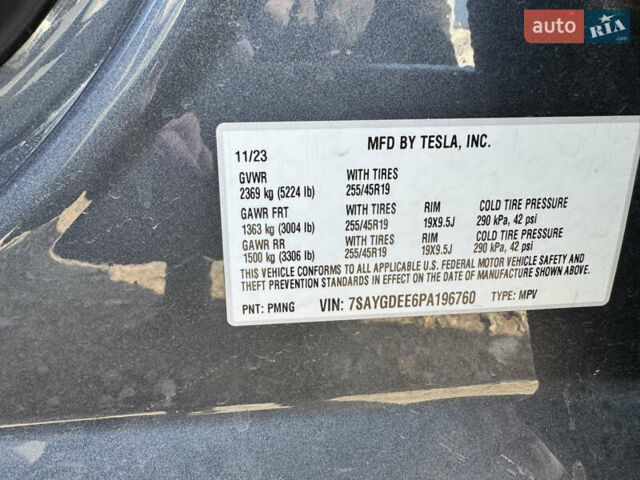 auto RIA .com
MFD BY TESLA, INC.
11/23
GVWR WITH TIRES
2369 kg (5224 lb) 255/45R19
GAWR FRT WITH TIRES RIM COLD TIRE PRESSURE
1363 kg (3004 lb) 255/45R19 19X9.5J 290 kPa, 42 psi
GAWR RR WITH TIRES RIM COLD TIRE PRESSURE
1500 kg (3306 lb) 255/45R19 19X9.5J 290 kPa, 42 psi
THIS VEHICLE CONFORMS TO ALL APPLICABLE U.S. FEDERAL MOTOR VEHICLE SAFETY AND
THEFT PREVENTION STANDARDS IN EFFECT ON THE DATE OF MANUFACTURE SHOWN ABOVE.
PNT: PMNG VIN: 7SAYGDEE6PA196760 TYPE: MPV